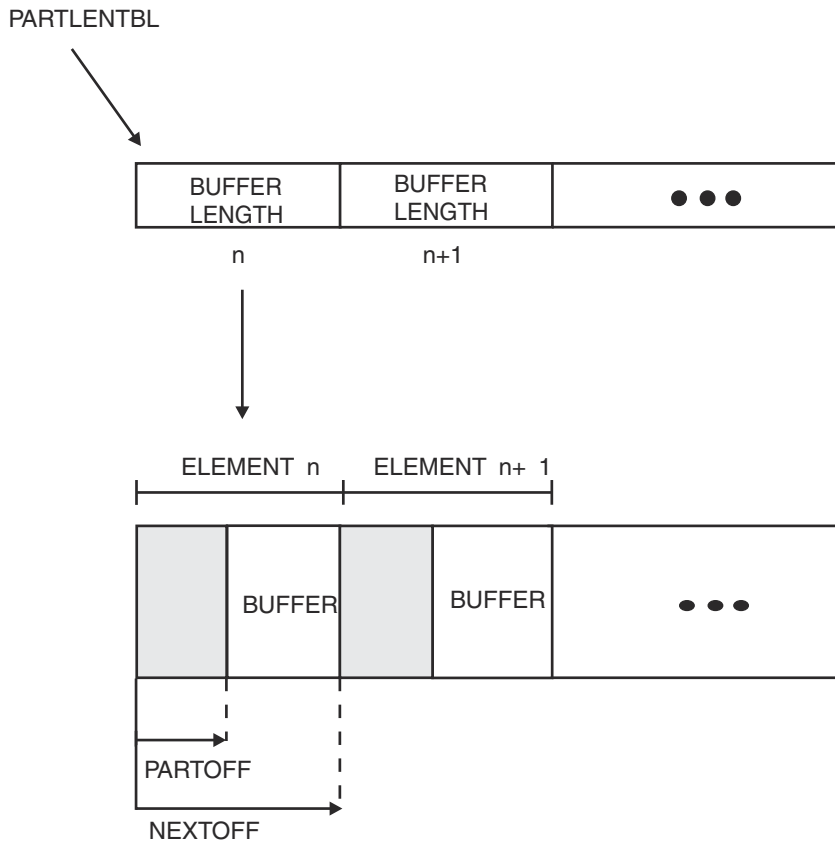 PARTLENTBL
BUFFER
LENGTH
BUFFER
LENGTH
n
n+1
ELEMENT n
ELEMENT n+ 1
BUFFER
BUFFER
PARTOFF
NEXTOFF